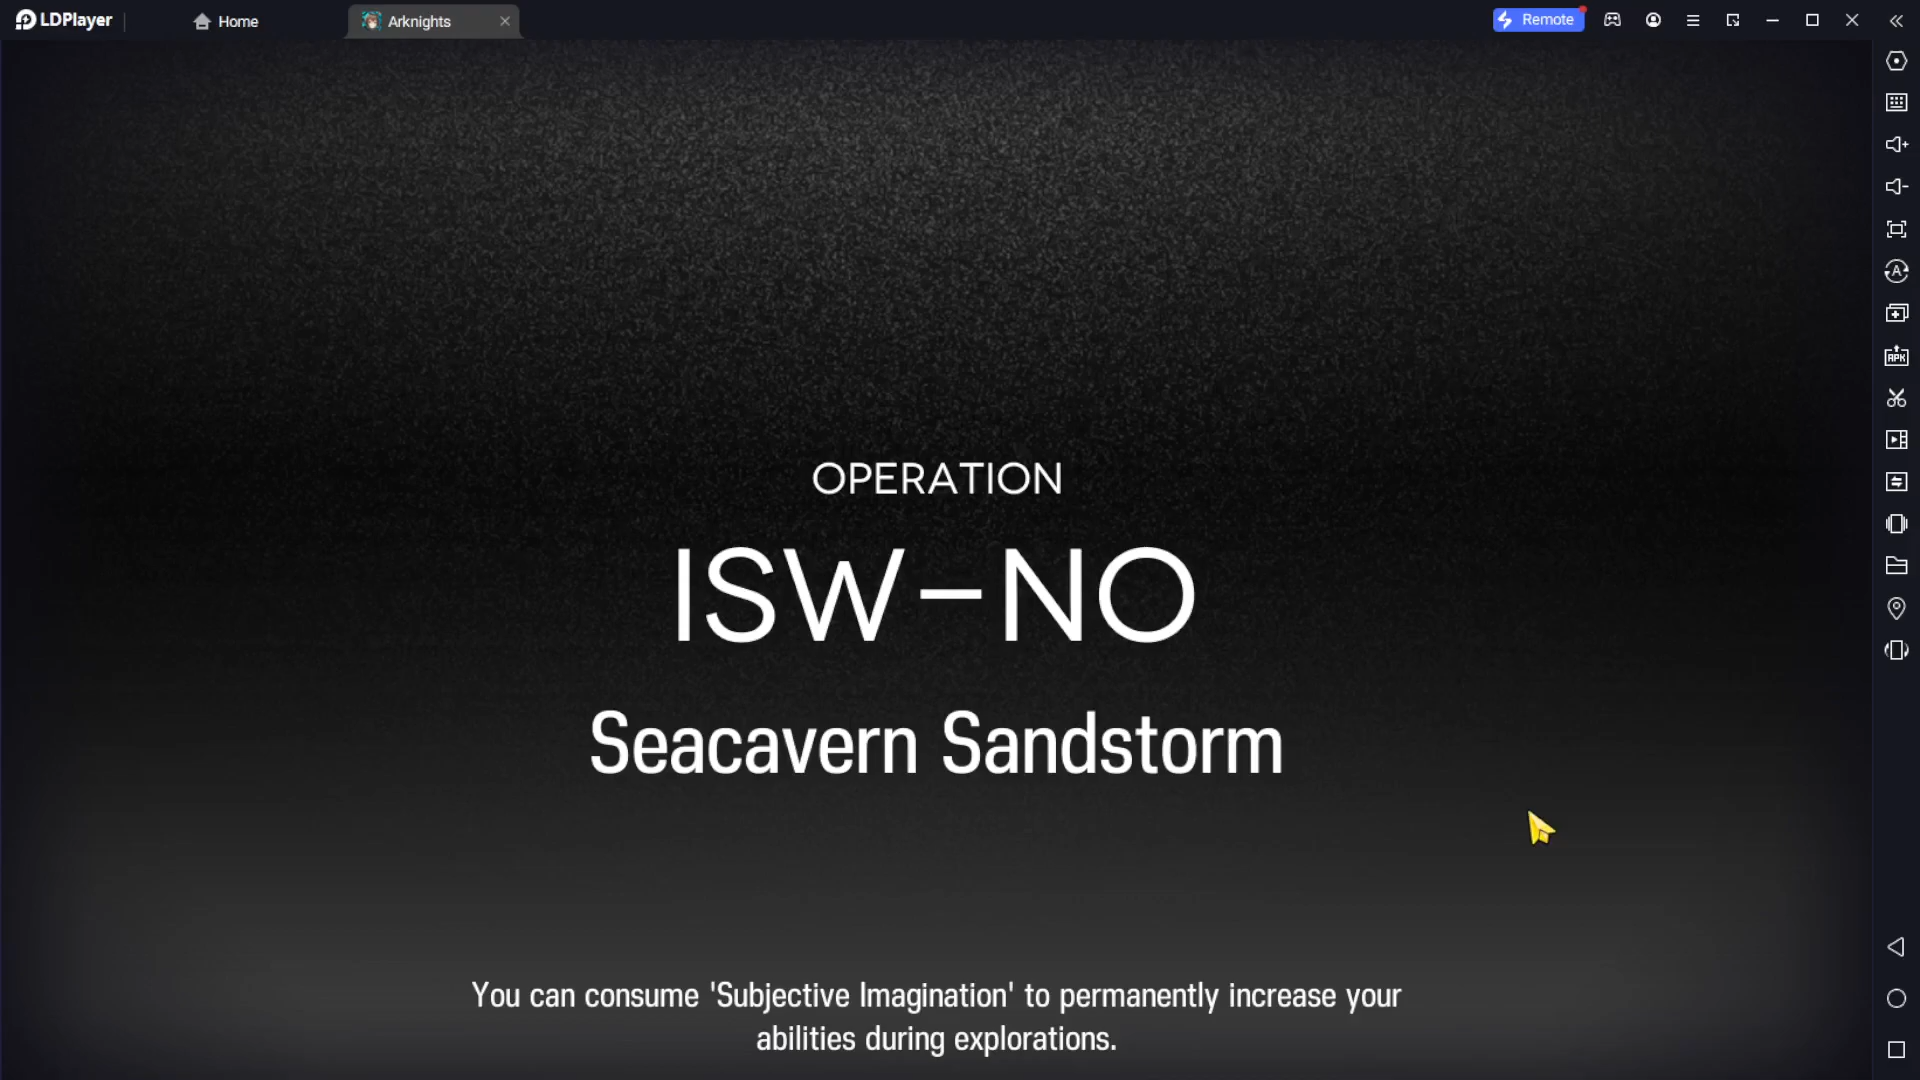 LDPlayer
Home
Arknights
Remote
A
APK
OPERATION
ISW-NO
Seacavern Sandstorm
You can consume 'Subjective Imagination' to permanently increase your
abilities during explorations.